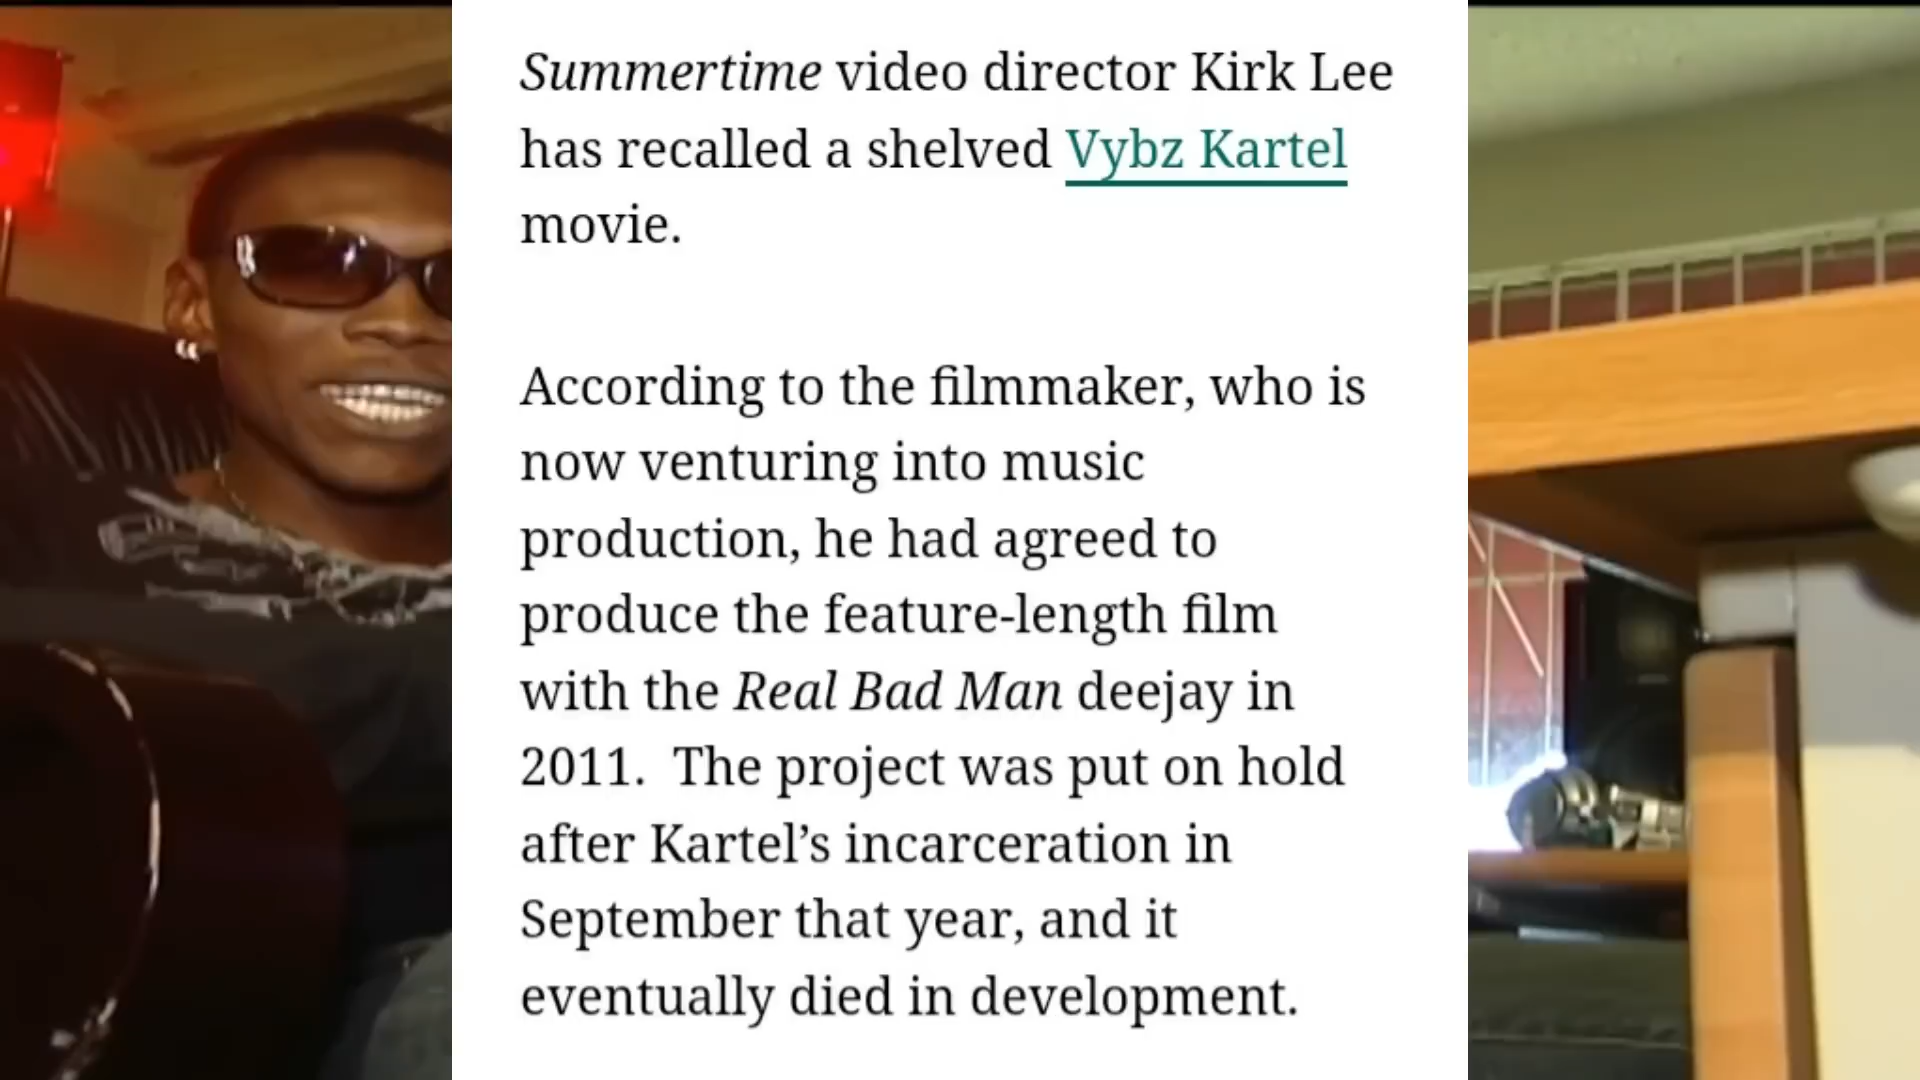 Summertime video director Kirk Lee
has recalled a shelved Vybz Kartel
movie.
According to the filmmaker, who is
now venturing into music
production, he had agreed to
produce the feature-length film
with the Real Bad Man deejay in
2011.  The project was put on hold
after Kartel’s incarceration in
September that year, and it
eventually died in development.